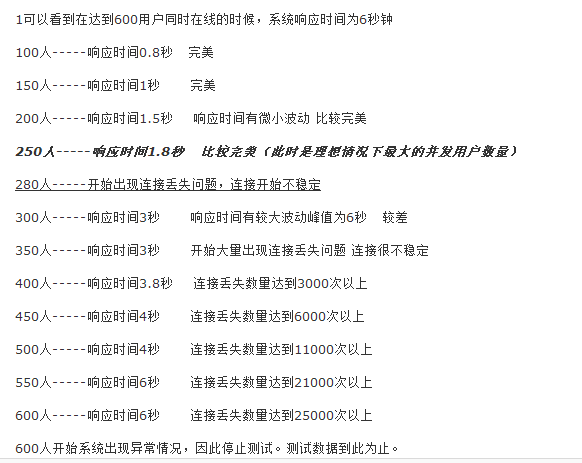 1可以看到在达到600用户同时在线的时候，系统响应时间为6秒钟
100人-----响应时间0.8秒 完美
150人-----响应时间1秒 完美
200人-----响应时间1.5秒 响应时间有微小波动 比较完美
250人-----响应时间1.8秒 比较完美（此时是理想情况下最大的并发用户数量）
280人-----开始出现连接丢失问题，连接开始不稳定
300人-----响应时间3秒 响应时间有较大波动峰值为6秒 较差
350人-----响应时间3秒 开始大量出现连接丢失问题 连接很不稳定
400人-----响应时间3.8秒 连接丢失数量达到3000次以上
450人-----响应时间4秒 连接丢失数量达到6000次以上
500人-----响应时间4秒 连接丢失数量达到11000次以上
550人-----响应时间6秒 连接丢失数量达到21000次以上
600人-----响应时间6秒 连接丢失数量达到25000次以上
600人开始系统出现异常情况，因此停止测试。测试数据到此为止。